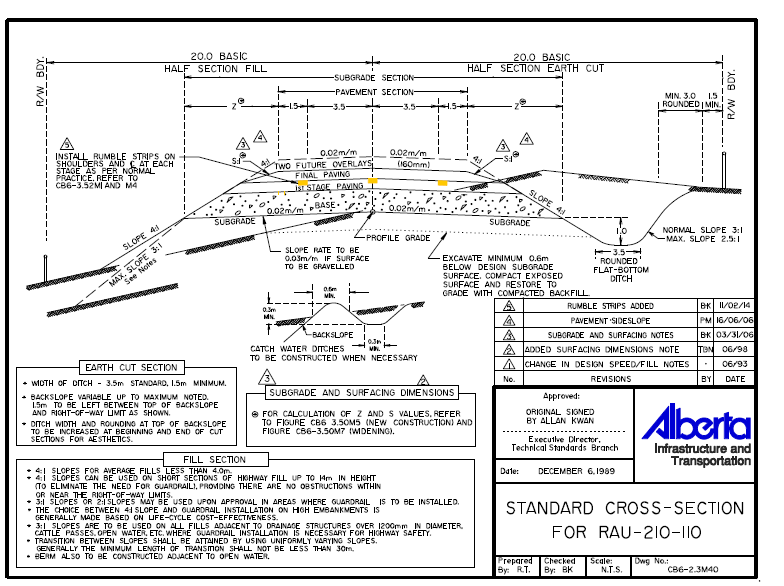 20.0 BASIC
20.0 BASIC
HALF SECTION FILL
HALF SECTION EARTH CUT
SUBGRADE SECTION
PAVEMENT SECTION
R/W BDY.
R/W BDY.
Z
1.5
3.5
3.5
1.5
Z
MIN. 3.0
ROUNDED
1.5
MIN.
5
INSTALL RUMBLE STRIPS ON
SHOULDERS AND ℄ AT EACH
STAGE AS PER NORMAL
PRACTICE. REFER TO
CB6-3.52M1 AND M4
3
4
S:1
4:1
0.02m/m
0.02m/m
TWO FUTURE OVERLAYS (160mm)
4:1
S:1
3
4
FINAL PAVING
1st STAGE PAVING
BASE
0.02m/m
0.02m/m
SUBGRADE
SUBGRADE
SLOPE 4:1
SLOPE 4:1
MAX. SLOPE 3:1
See Notes
PROFILE GRADE
SLOPE RATE TO BE
0.03m/m IF SURFACE
TO BE GRAVELLED
1.0
3.5
ROUNDED
FLAT-BOTTOM
DITCH
NORMAL SLOPE 3:1
MAX. SLOPE 2.5:1
EXCAVATE MINIMUM 0.6m
BELOW DESIGN SUBGRADE
SURFACE. COMPACT EXPOSED
SURFACE AND RESTORE TO
GRADE WITH COMPACTED BACKFILL.
0.6m
MIN.
0.3m
MIN.
BACKSLOPE
0.3m
MIN.
CATCH WATER DITCHES
TO BE CONSTRUCTED WHEN NECESSARY
5 RUMBLE STRIPS ADDED BK 11/02/14
4 PAVEMENT SIDESLOPE PM 16/06/06
3 SUBGRADE AND SURFACING NOTES BK 03/31/06
2 ADDED SURFACING DIMENSIONS NOTE TBN 06/98
1 CHANGE IN DESIGN SPEED/FILL NOTES - 06/93
No. REVISIONS BY DATE
EARTH CUT SECTION
* WIDTH OF DITCH - 3.5m STANDARD, 1.5m MINIMUM.
* BACKSLOPE VARIABLE UP TO MAXIMUM NOTED.
1.5m TO BE LEFT BETWEEN TOP OF BACKSLOPE
AND RIGHT-OF-WAY LIMIT AS SHOWN.
* DITCH WIDTH AND ROUNDING AT TOP OF BACKSLOPE
TO BE INCREASED AT BEGINNING AND END OF CUT
SECTIONS FOR AESTHETICS.
3
2
SUBGRADE AND SURFACING DIMENSIONS
⊕ FOR CALCULATION OF Z AND S VALUES, REFER
TO FIGURE CB6 3.50M5 (NEW CONSTRUCTION) AND
FIGURE CB6-3.50M7 (WIDENING).
FILL SECTION
* 4:1 SLOPES FOR AVERAGE FILLS LESS THAN 4.0m.
* 4:1 SLOPES CAN BE USED ON SHORT SECTIONS OF HIGHWAY FILL UP TO 14m IN HEIGHT
(TO ELIMINATE THE NEED FOR GUARDRAIL), PROVIDING THERE ARE NO OBSTRUCTIONS WITHIN
OR NEAR THE RIGHT-OF-WAY LIMITS.
* 3:1 SLOPES OR 2:1 SLOPES MAY BE USED UPON APPROVAL IN AREAS WHERE GUARDRAIL IS TO BE INSTALLED.
* THE CHOICE BETWEEN 4:1 SLOPE AND GUARDRAIL INSTALLATION ON HIGH EMBANKMENTS IS
GENERALLY MADE BASED ON LIFE-CYCLE COST-EFFECTIVENESS.
* 3:1 SLOPES ARE TO BE USED ON ALL FILLS ADJACENT TO DRAINAGE STRUCTURES OVER 1200mm IN DIAMETER,
CATTLE PASSES, OPEN WATER, ETC. WHERE GUARDRAIL INSTALLATION IS NECESSARY FOR HIGHWAY SAFETY.
* TRANSITION BETWEEN SLOPES SHALL BE ATTAINED BY USING UNIFORMLY VARYING SLOPES.
GENERALLY THE MINIMUM LENGTH OF TRANSITION SHALL NOT BE LESS THAN 30m.
* BERM ALSO TO BE CONSTRUCTED ADJACENT TO OPEN WATER.
Approved:
ORIGINAL SIGNED
BY ALLAN KWAN
Executive Director,
Technical Standards Branch
Date: DECEMBER 6,1989
Alberta
Infrastructure and
Transportation
STANDARD CROSS-SECTION
FOR RAU-210-110
Prepared By: R.T.
Checked By: BK
Scale: N.T.S.
Dwg No.: CB6-2.3M40